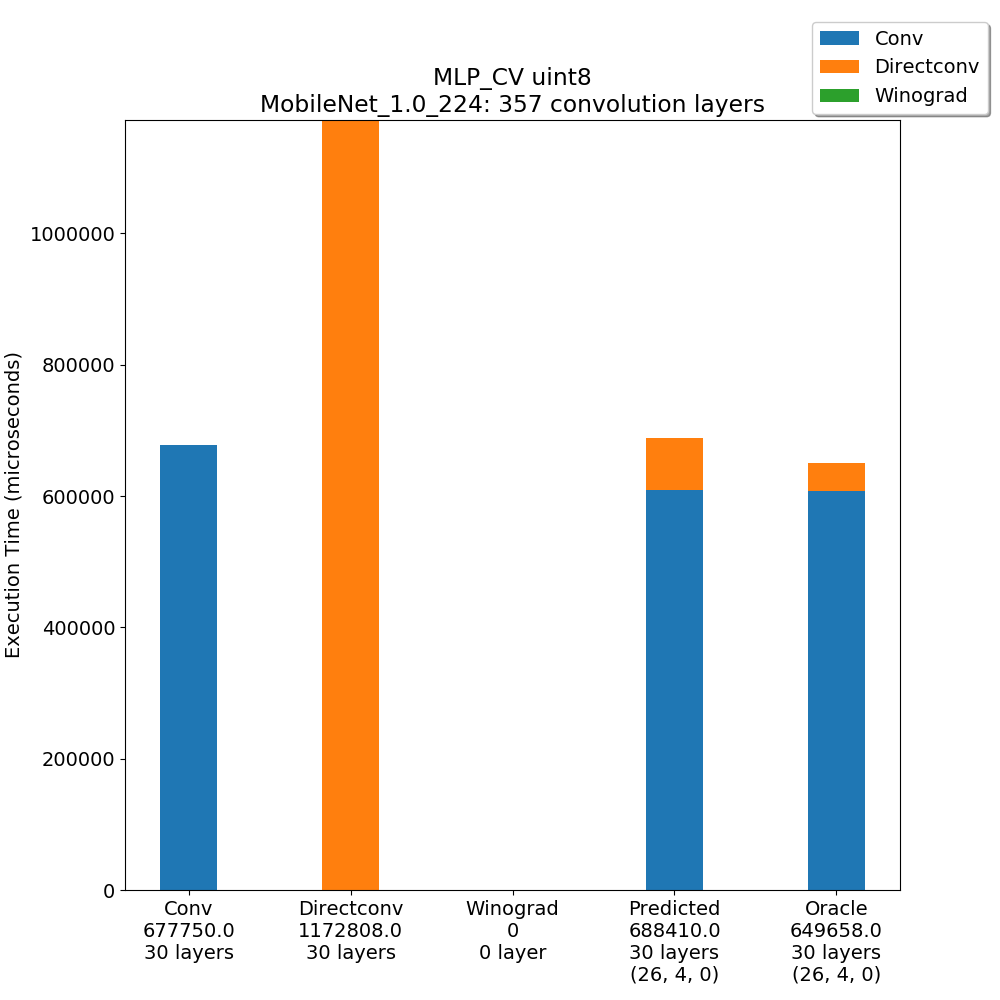 Conv
Directconv
Winograd
MLP_CV uint8
MobileNet_1.0_224: 357 convolution layers
Execution Time (microseconds)
1000000
800000
600000
400000
200000
0
Conv
677750.0
30 layers
Directconv
1172808.0
30 layers
Winograd
0
0 layer
Predicted
688410.0
30 layers
(26, 4, 0)
Oracle
649658.0
30 layers
(26, 4, 0)